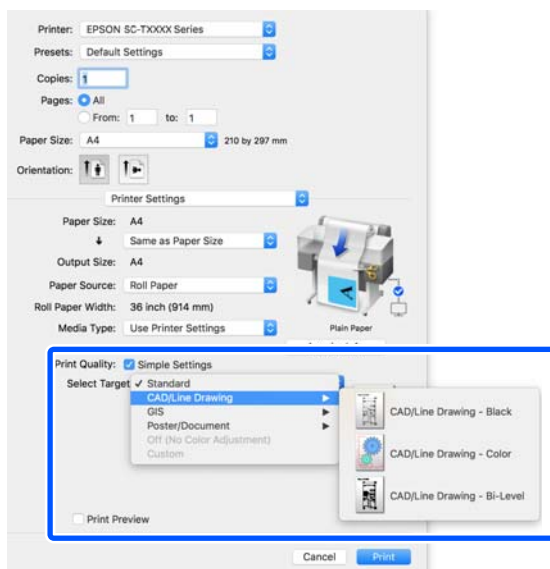 Printer: EPSON SC-TXXXX Series
Presets: Default Settings
Copies: 1
Pages: All
From: 1 to: 1
Paper Size: A4 210 by 297 mm
Orientation:
Printer Settings
Paper Size: A4
Same as Paper Size
Output Size: A4
Paper Source: Roll Paper
Roll Paper Width: 36 inch (914 mm)
Media Type: Use Printer Settings
Plain Paper
Print Quality: Simple Settings
Select Target Standard
CAD/Line Drawing
GIS
Poster/Document
Off (No Color Adjustment)
Custom
CAD/Line Drawing - Black
CAD/Line Drawing - Color
CAD/Line Drawing - Bi-Level
Print Preview
Cancel Print